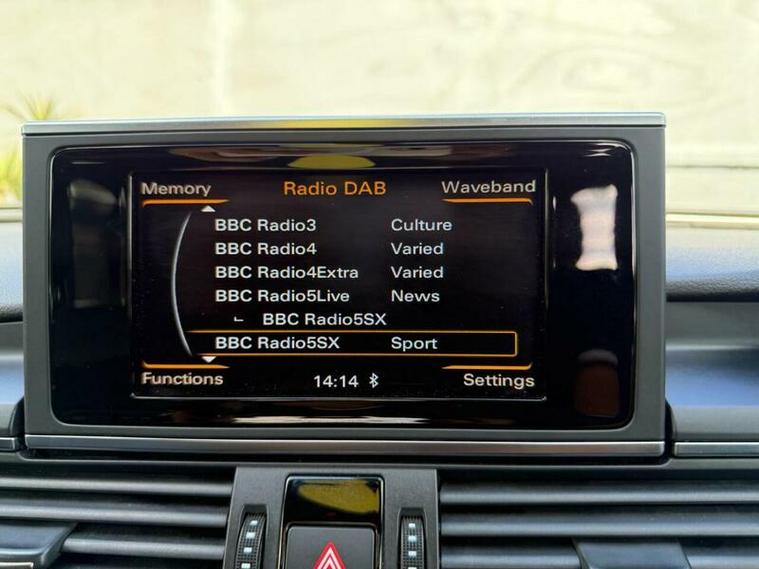 Memory Radio DAB Waveband
BBC Radio3 Culture
BBC Radio4 Varied
BBC Radio4Extra Varied
BBC Radio5Live News
BBC Radio5SX
BBC Radio5SX Sport
Functions 14:14 Settings